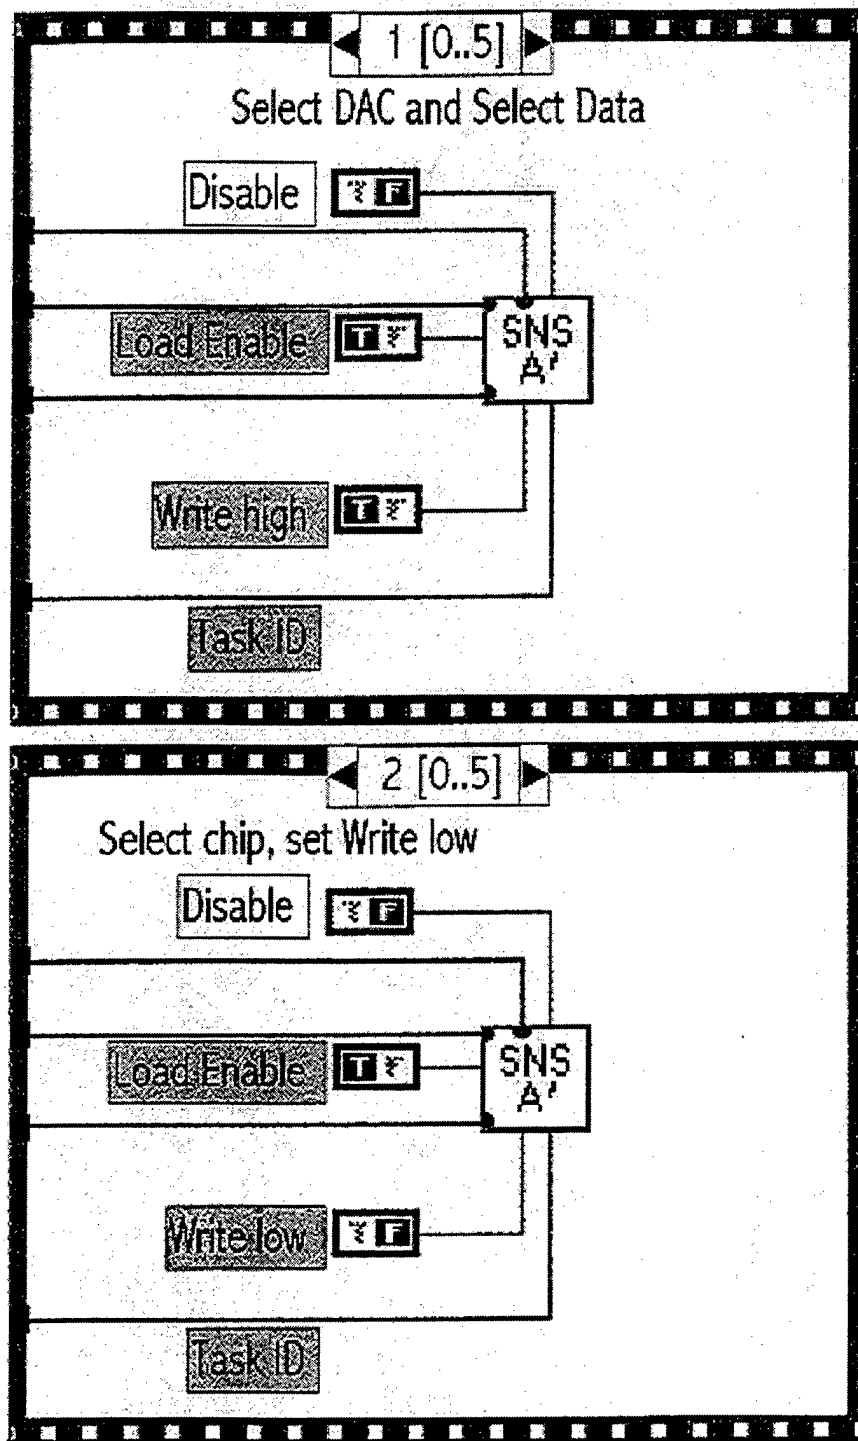 1 [0..5]
Select DAC and Select Data
Disable
F
Load Enable
T
SNS
A'
Write high
T
Task ID
2 [0..5]
Select chip, set Write low
Disable
F
Load Enable
T
SNS
A'
Write low
F
Task ID